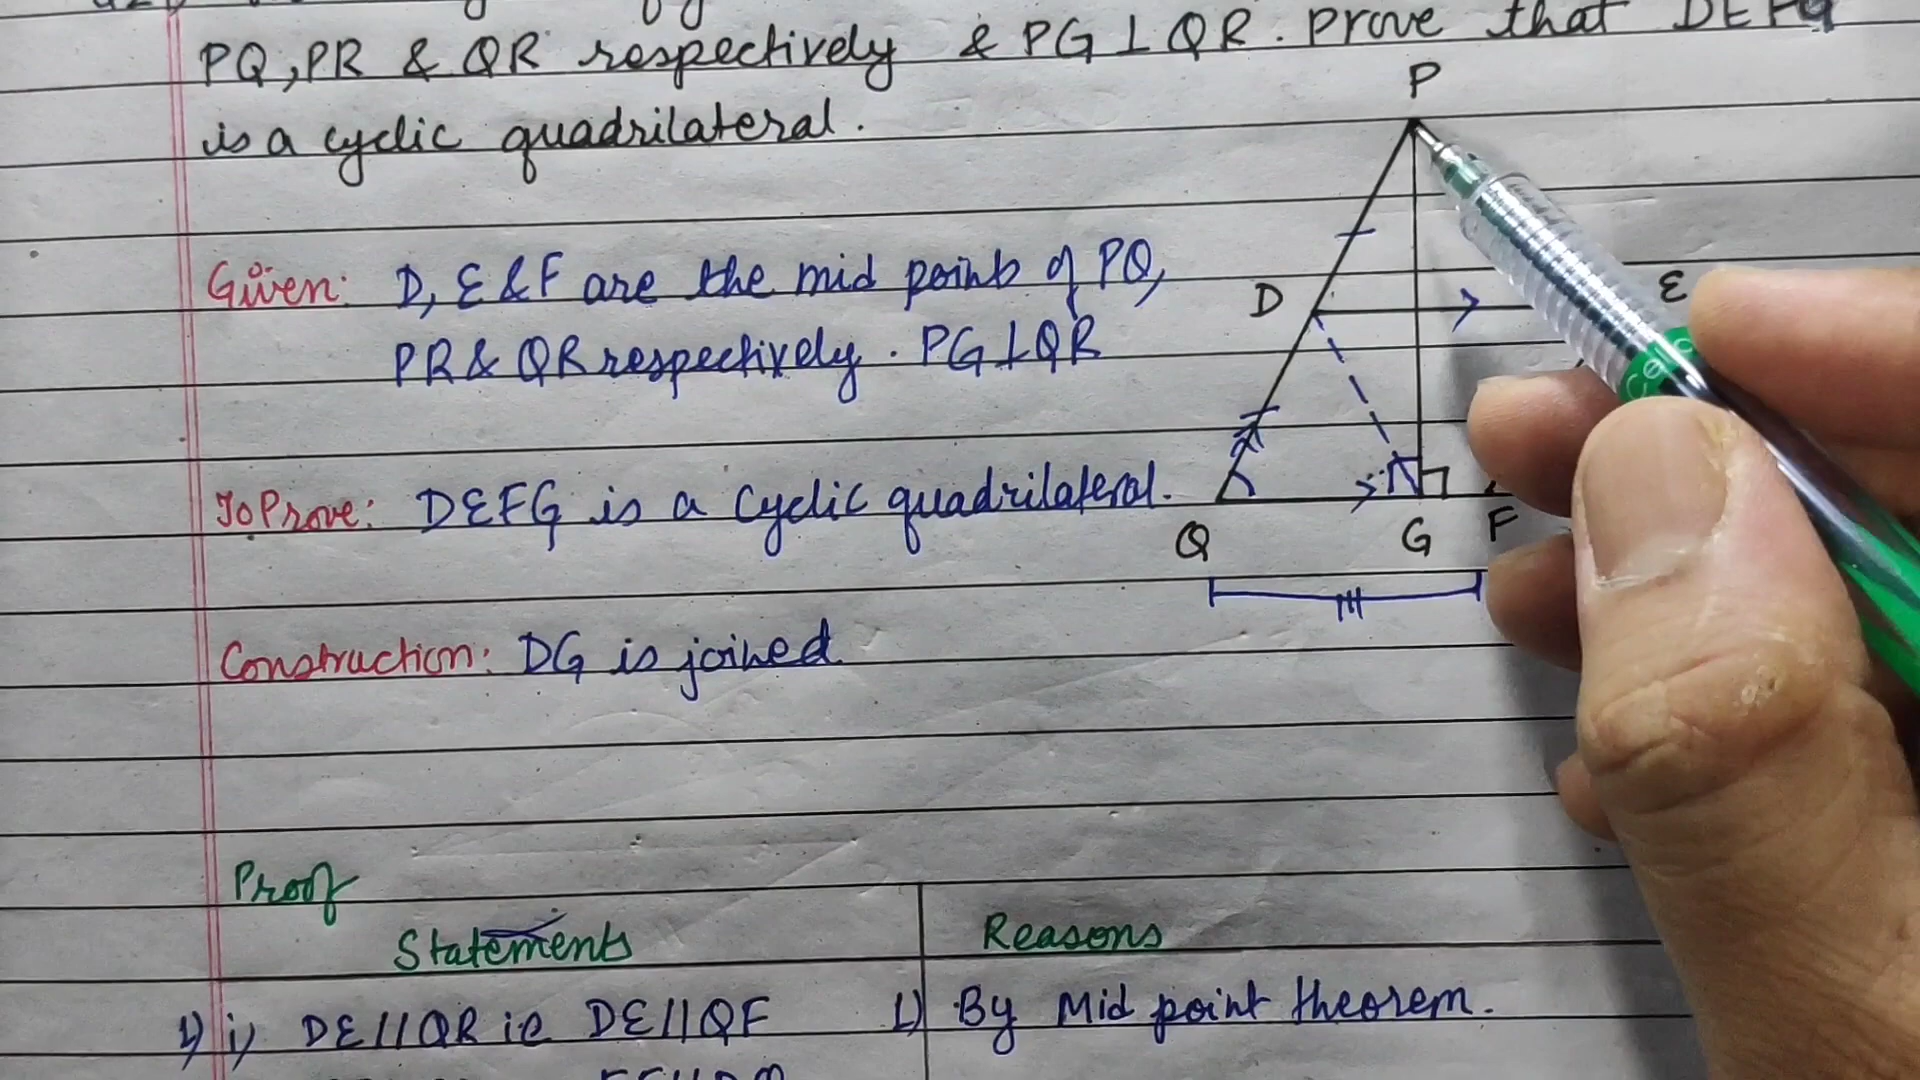 PQ, PR & QR respectively & PG ⊥ QR. Prove that DEFG
is a cyclic quadrilateral.
P
Given: D, E & F are the mid points of PQ,
PR & QR respectively. PG ⊥ QR
D
E
To Prove: DEFG is a cyclic quadrilateral.
Q
G
F
Construction: DG is joined
Proof
Statements
Reasons
1) i) DE//QR ie DE//QF
1) By Mid point theorem.
Cello